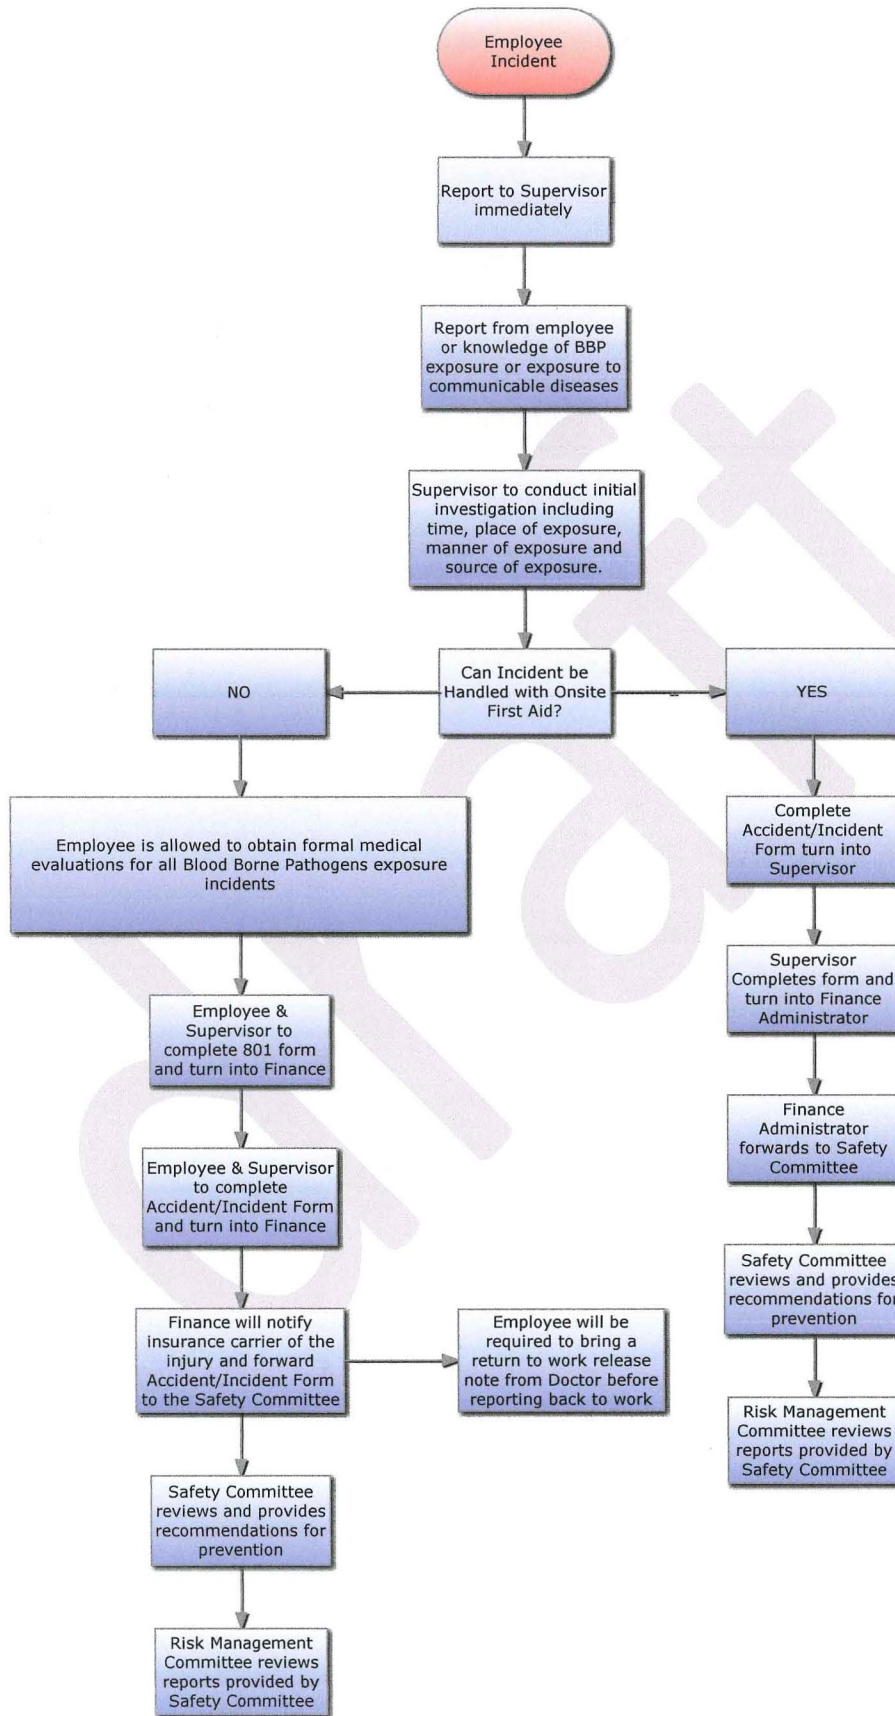 Employee
Incident
Report to Supervisor
immediately
Report from employee
or knowledge of BBP
exposure or exposure to
communicable diseases
Supervisor to conduct initial
investigation including
time, place of exposure,
manner of exposure and
source of exposure.
Can Incident be
Handled with Onsite
First Aid?
NO
YES
Employee is allowed to obtain formal medical
evaluations for all Blood Borne Pathogens exposure
incidents
Employee &
Supervisor to
complete 801 form
and turn into Finance
Employee & Supervisor
to complete
Accident/Incident Form
and turn into Finance
Finance will notify
insurance carrier of the
injury and forward
Accident/Incident Form
to the Safety Committee
Employee will be
required to bring a
return to work release
note from Doctor before
reporting back to work
Safety Committee
reviews and provides
recommendations for
prevention
Risk Management
Committee reviews
reports provided by
Safety Committee
Complete
Accident/Incident
Form turn into
Supervisor
Supervisor
Completes form and
turn into Finance
Administrator
Finance
Administrator
forwards to Safety
Committee
Safety Committee
reviews and provides
recommendations for
prevention
Risk Management
Committee reviews
reports provided by
Safety Committee
draft